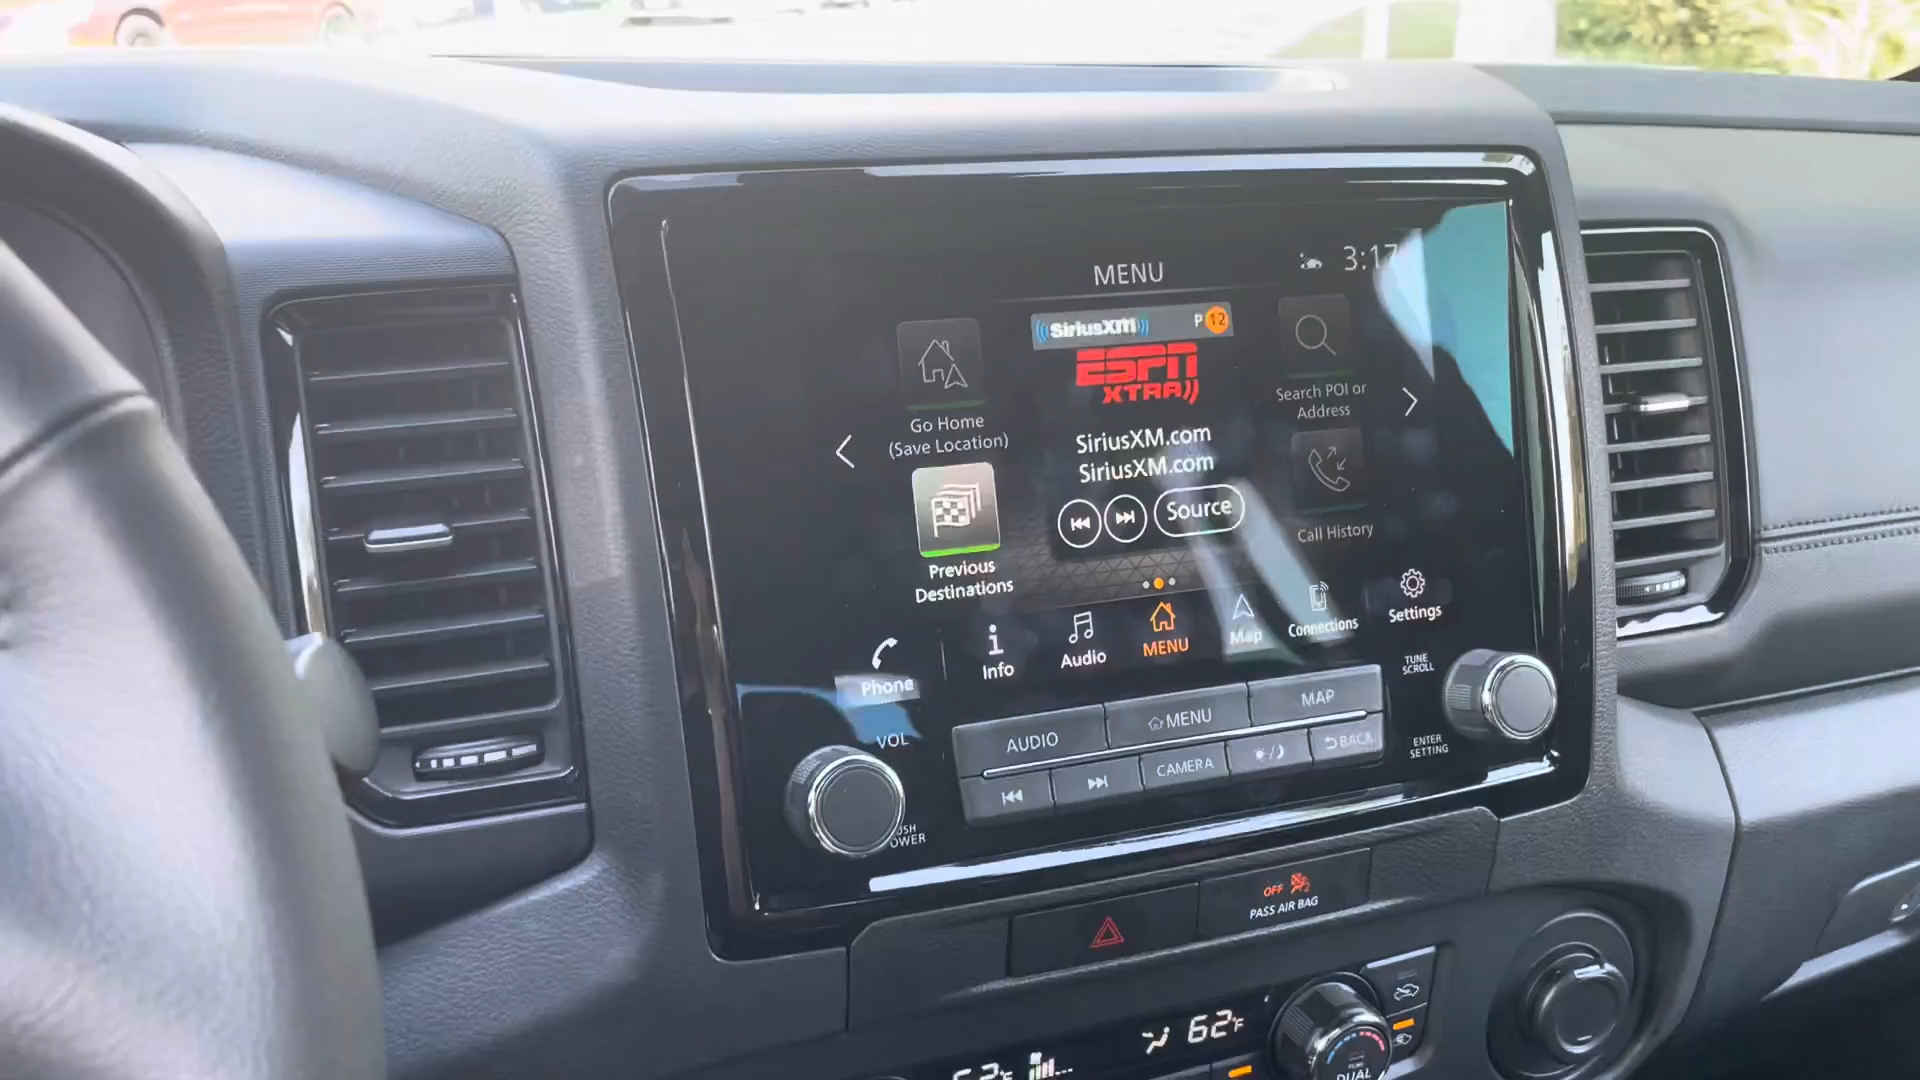 MENU
3:17
SiriusXM
P 12
ESPN
XTRA
SiriusXM.com
SiriusXM.com
Source
Go Home
(Save Location)
Previous
Destinations
Search POI or
Address
Call History
Phone
Info
Audio
MENU
Map
Connections
Settings
VOL
AUDIO
MENU
MAP
CAMERA
BACK
TUNE
SCROLL
ENTER
SETTING
OFF
PASS AIR BAG
62°F
DUAL